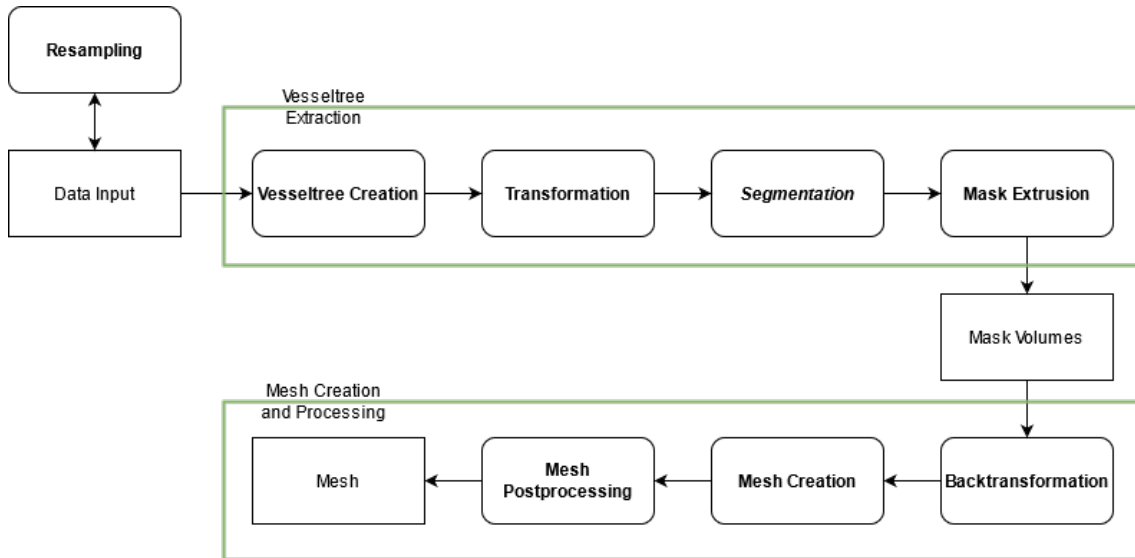 Resampling
Vesseltree
Extraction
Data Input
Vesseltree Creation
Transformation
Segmentation
Mask Extrusion
Mask Volumes
Mesh Creation
and Processing
Mesh
Mesh
Postprocessing
Mesh Creation
Backtransformation